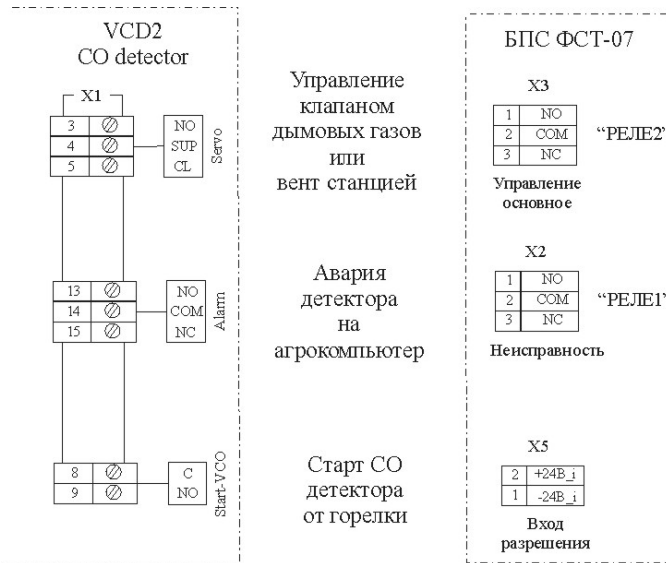 VCD2
CO detector
X1
3 NO
4 SUP
5 CL
Servo
13 NO
14 COM
15 NC
Alarm
8 C
9 NO
Start-VCO
Управление
клапаном
дымовых газов
или
вент станцией
Авария
детектора
на
агрокомпьютер
Старт СО
детектора
от горелки
БПС ФСТ-07
X3
1 NO
2 COM
3 NC
“РЕЛЕ2”
Управление
основное
X2
1 NO
2 COM
3 NC
“РЕЛЕ1”
Неисправность
X5
2 +24В_i
1 -24В_i
Вход
разрешения